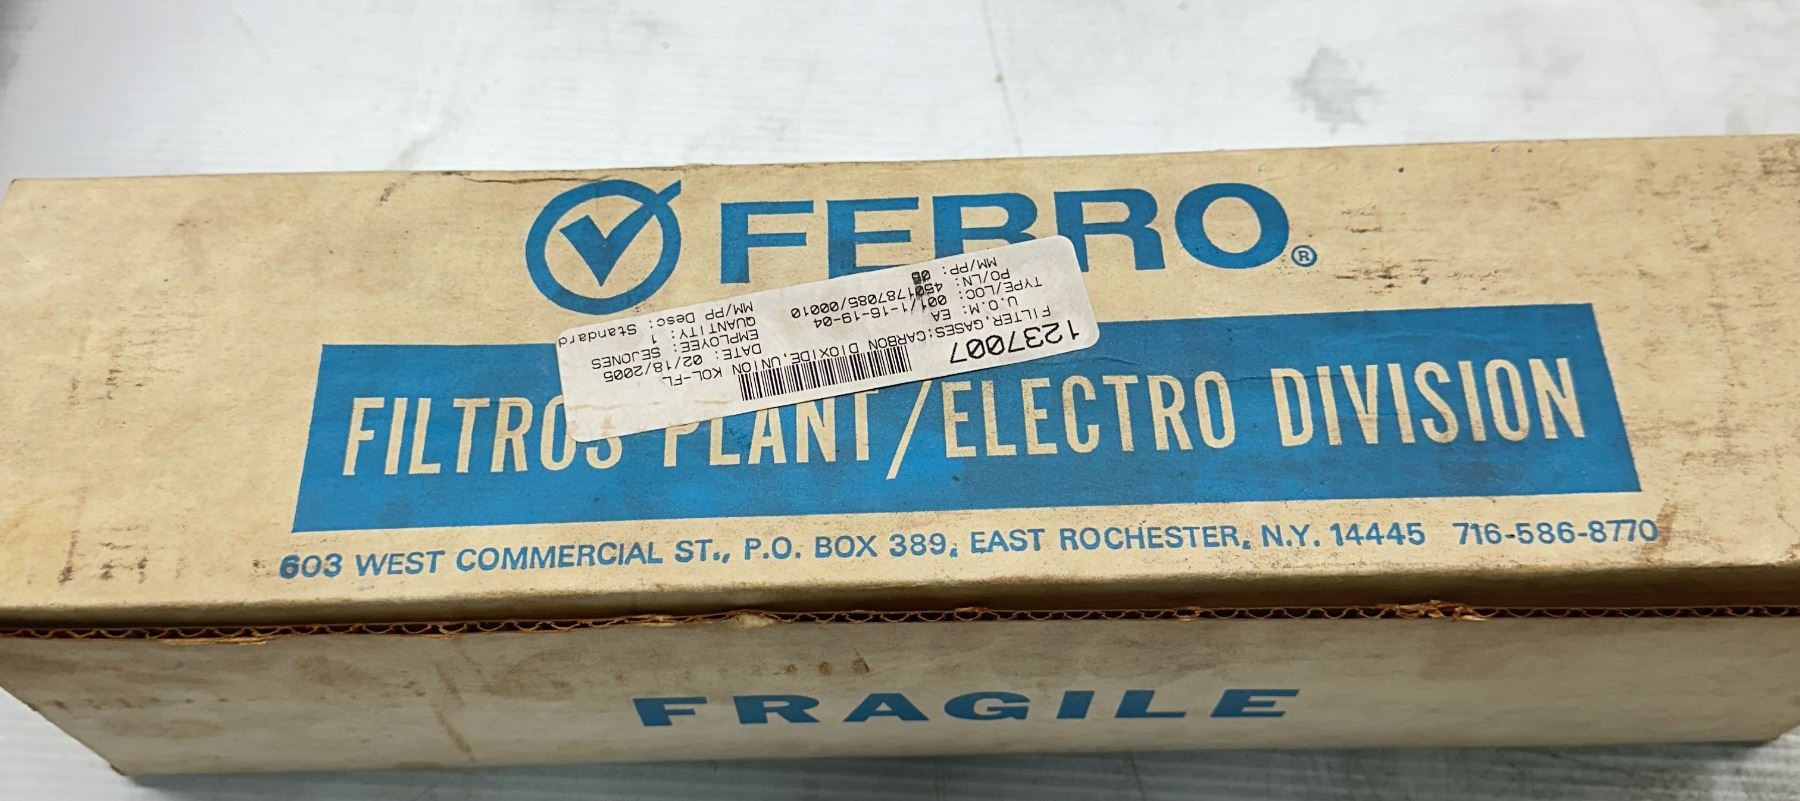 FERRO®
FILTROS PLANT/ELECTRO DIVISION
603 WEST COMMERCIAL ST., P.O. BOX 389, EAST ROCHESTER, N.Y. 14445 716-586-8770
FRAGILE
1237007
FILTER,GASES:CARBON DIOXIDE,UNION KOL-FL
U.O.M: EA DATE: 02/18/2005
TYPE/LOC: 001/1-16-19-04 EMPLOYEE: SEJONES
PO/LN: 4501787085/00010 QUANTITY: 1
MM/PP: MM/PP Desc: Standard